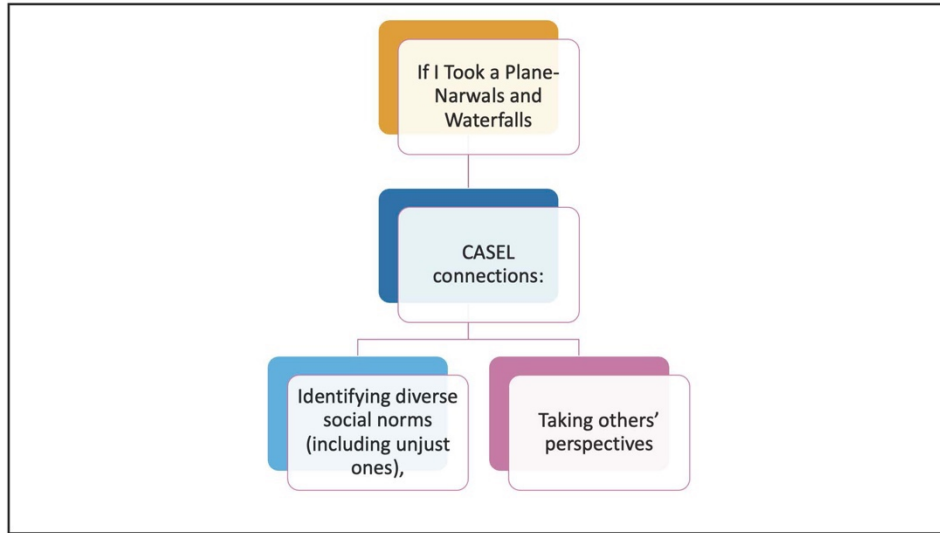 If I Took a Plane-
Narwals and
Waterfalls
CASEL
connections:
Identifying diverse
social norms
(including unjust
ones),
Taking others’
perspectives